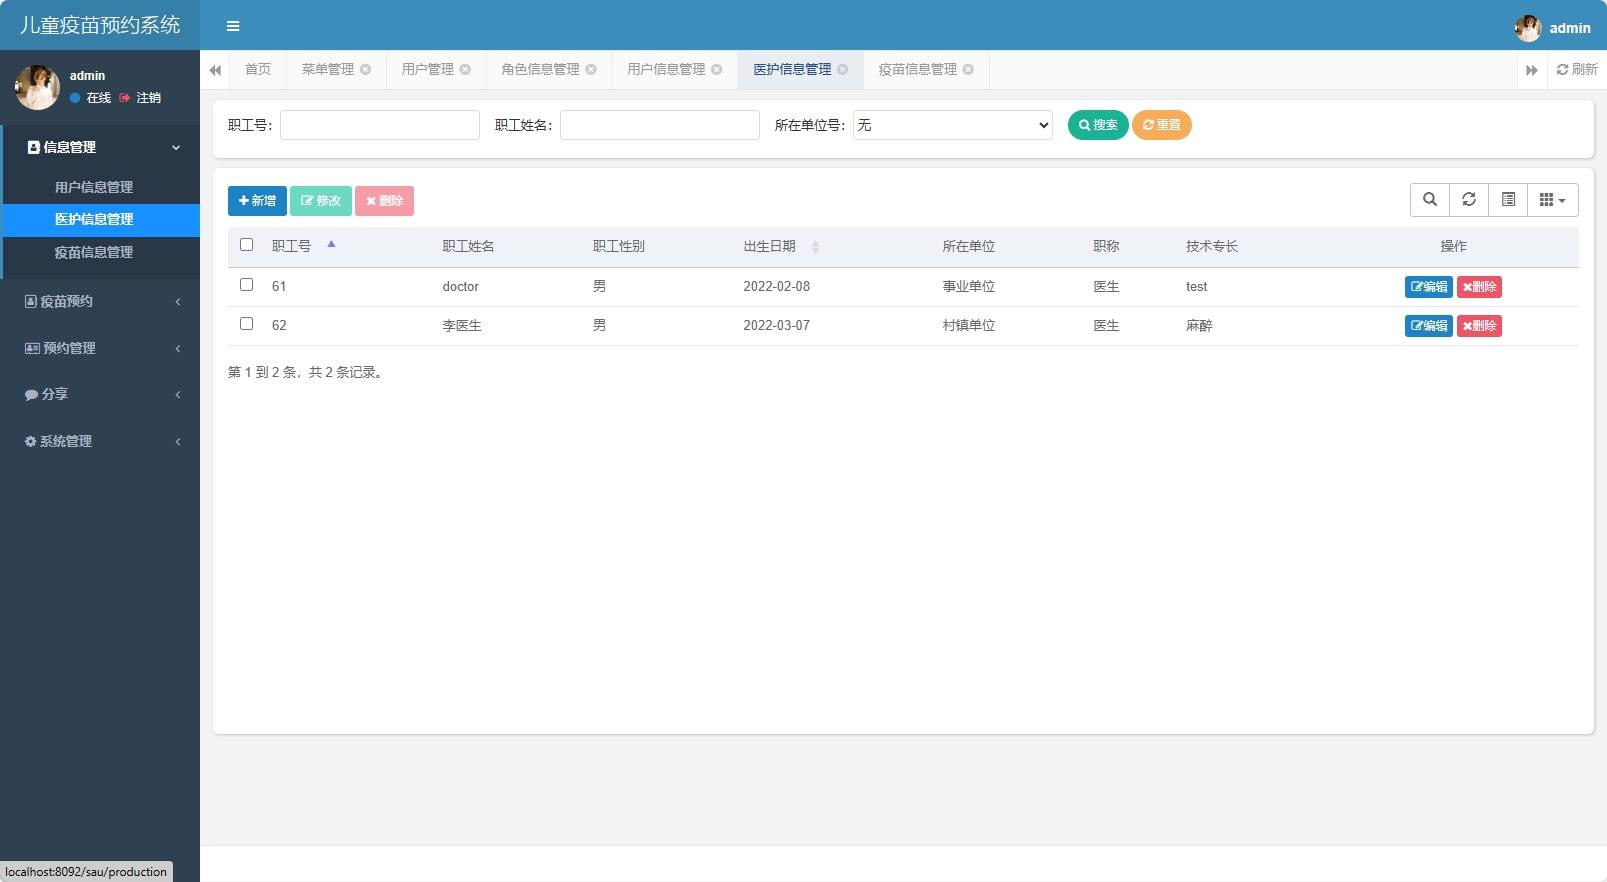 儿童疫苗预约系统
admin
admin
在线 注销
信息管理
用户信息管理
医护信息管理
疫苗信息管理
疫苗预约
预约管理
分享
系统管理
首页 菜单管理 用户管理 角色信息管理 用户信息管理 医护信息管理 疫苗信息管理 刷新
职工号： 职工姓名： 所在单位号： 无 搜索 重置
新增 修改 删除
职工号 职工姓名 职工性别 出生日期 所在单位 职称 技术专长 操作
61 doctor 男 2022-02-08 事业单位 医生 test 编辑 删除
62 李医生 男 2022-03-07 村镇单位 医生 麻醉 编辑 删除
第 1 到 2 条，共 2 条记录。
localhost:8092/sau/production